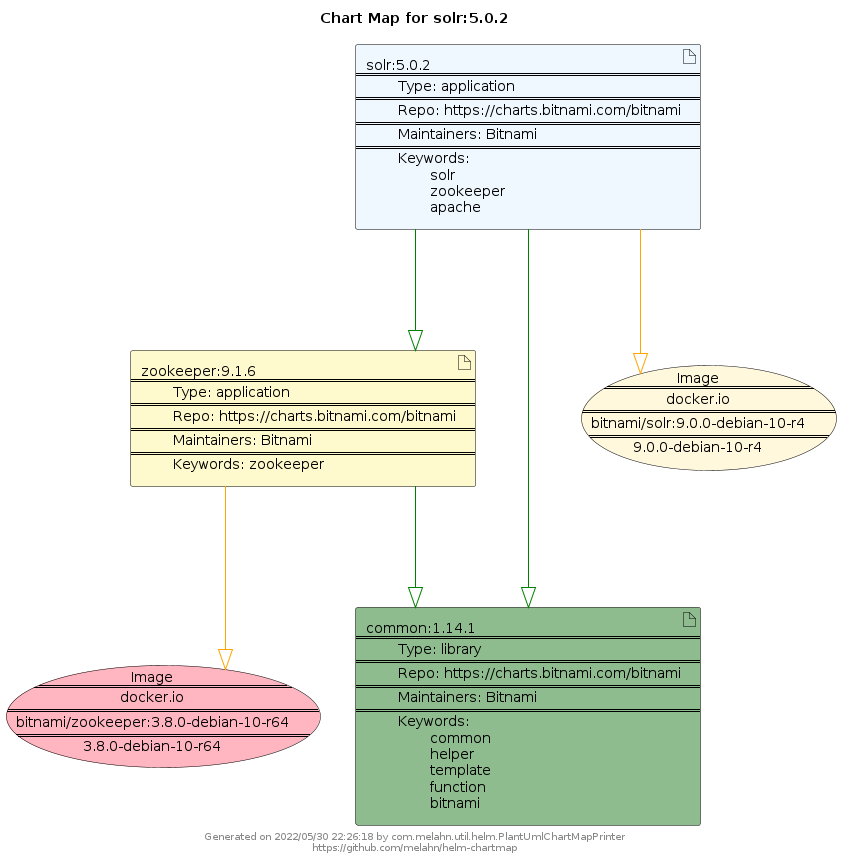 Chart Map for solr:5.0.2
solr:5.0.2
Type: application
Repo: https://charts.bitnami.com/bitnami
Maintainers: Bitnami
Keywords:
solr
zookeeper
apache
zookeeper:9.1.6
Type: application
Repo: https://charts.bitnami.com/bitnami
Maintainers: Bitnami
Keywords: zookeeper
Image
docker.io
bitnami/solr:9.0.0-debian-10-r4
9.0.0-debian-10-r4
Image
docker.io
bitnami/zookeeper:3.8.0-debian-10-r64
3.8.0-debian-10-r64
common:1.14.1
Type: library
Repo: https://charts.bitnami.com/bitnami
Maintainers: Bitnami
Keywords:
common
helper
template
function
bitnami
Generated on 2022/05/30 22:26:18 by com.melahn.util.helm.PlantUmlChartMapPrinter
https://github.com/melahn/helm-chartmap